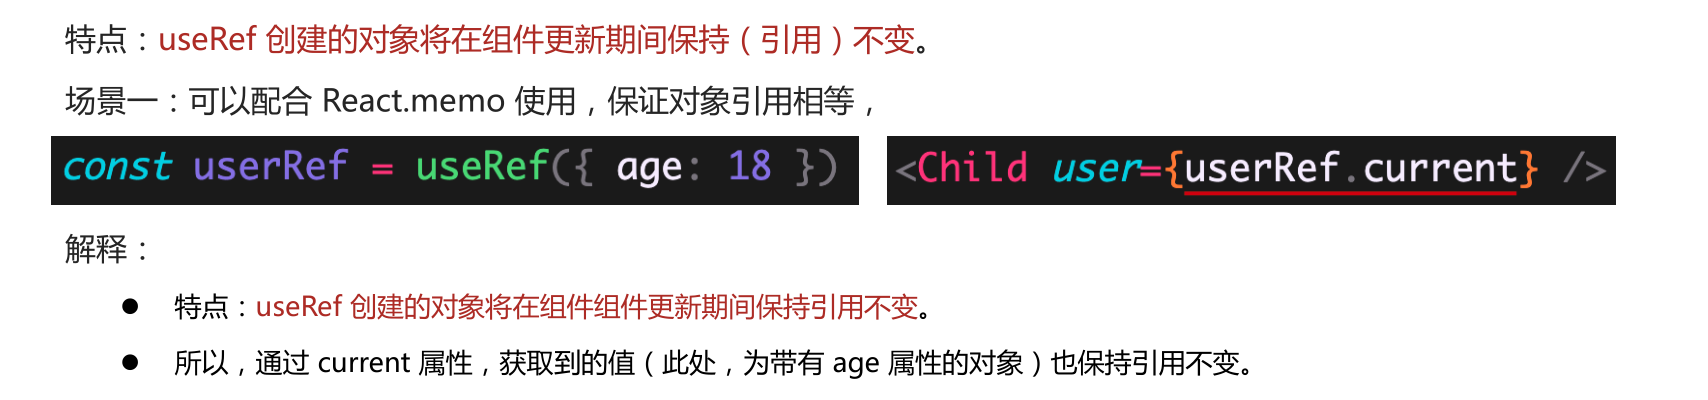 特点：useRef 创建的对象将在组件更新期间保持（引用）不变。
场景一：可以配合 React.memo 使用，保证对象引用相等，
const userRef = useRef({ age: 18 })
<Child user={userRef.current} />
解释：
● 特点：useRef 创建的对象将在组件组件更新期间保持引用不变。
● 所以，通过 current 属性，获取到的值（此处，为带有 age 属性的对象）也保持引用不变。